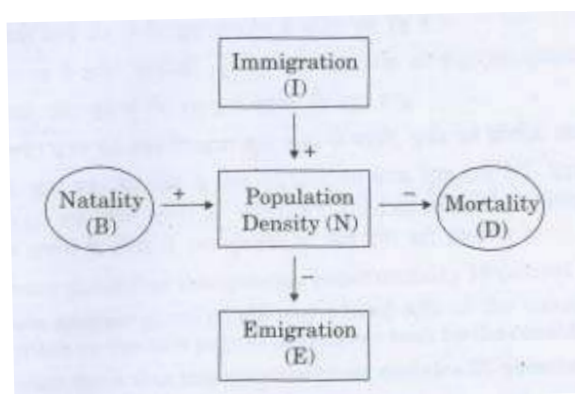 Immigration
(I)
+
Natality
(B)
+
Population
Density (N)
–
Mortality
(D)
–
Emigration
(E)